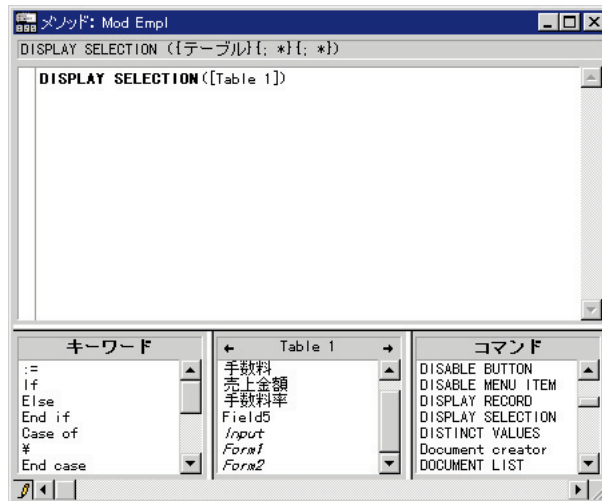 メソッド: Mod Empl
DISPLAY SELECTION ({テーブル}{; *}{; *})
DISPLAY SELECTION([Table 1])
キーワード
:=
If
Else
End if
Case of
¥
End case
← Table 1 →
手数料
売上金額
手数料率
Field5
Input
Form1
Form2
コマンド
DISABLE BUTTON
DISABLE MENU ITEM
DISPLAY RECORD
DISPLAY SELECTION
DISTINCT VALUES
Document creator
DOCUMENT LIST